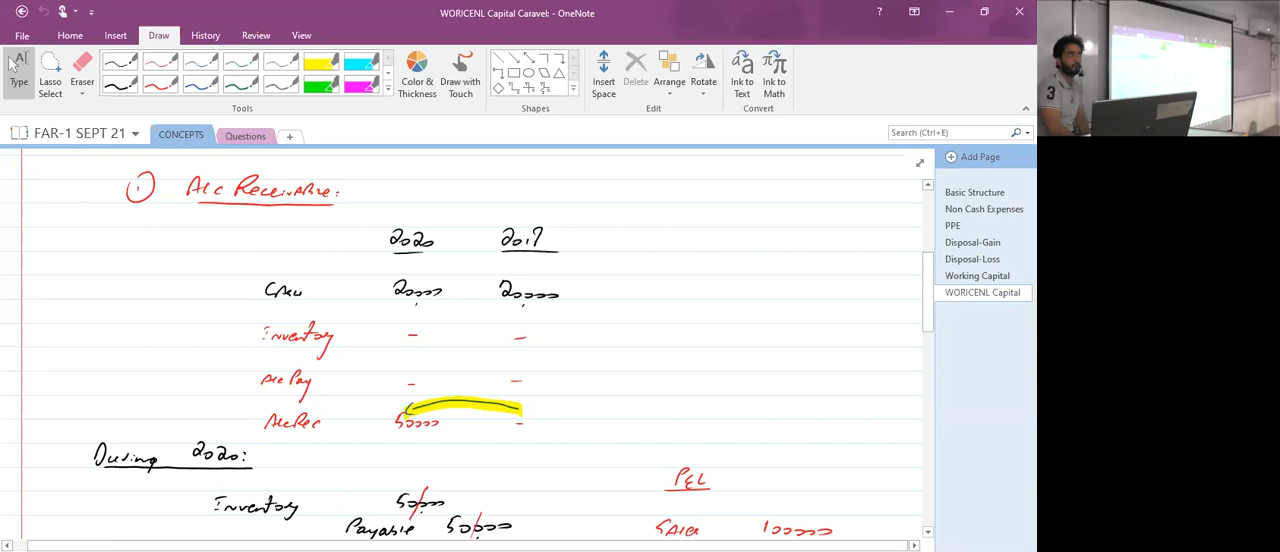 WORICENL Capital Caravel: - OneNote
File Home Insert Draw History Review View
Type
Lasso Select
Eraser
Color & Thickness
Draw with Touch
Insert Space
Delete
Arrange
Rotate
Ink to Text
Ink to Math
Tools Shapes Edit Convert
FAR-1 SEPT 21 CONCEPTS Questions
Search (Ctrl+E)
Add Page
Basic Structure
Non Cash Expenses
PPE
Disposal-Gain
Disposal-Loss
Working Capital
WORICENL Capital
① Acc Receivable:
2020 2019
Cash 20000 20000
Inventory - -
Acc Pay - -
Acc Rec 50000 -
During 2020:
P&L
Inventory 50000
Payable 50000
Sales 100000
3